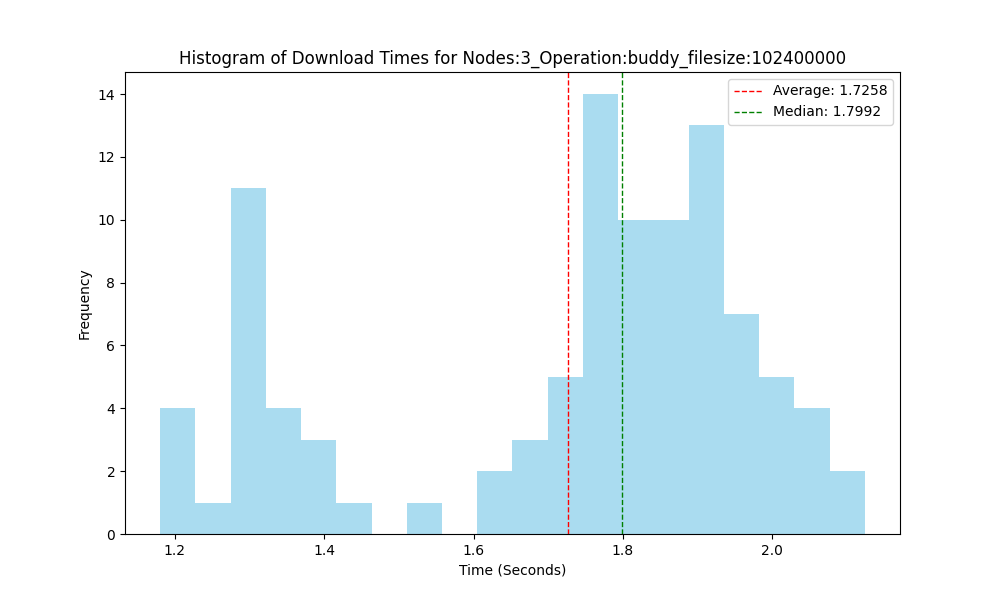 Histogram of Download Times for Nodes:3_Operation:buddy_filesize:102400000
Average: 1.7258
Median: 1.7992
14
12
10
8
6
4
2
0
Frequency
1.2 1.4 1.6 1.8 2.0
Time (Seconds)